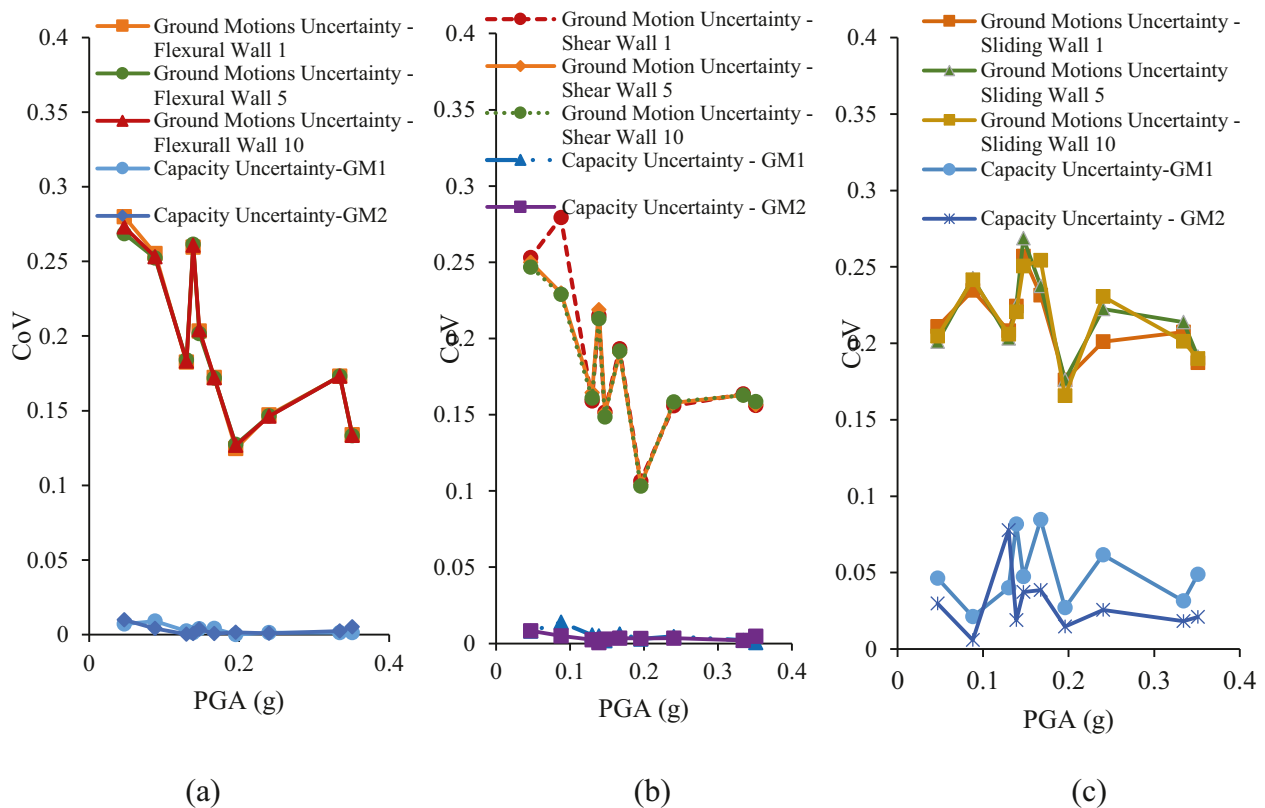 0.4
0.35
0.3
0.25
0.2
0.15
0.1
0.05
0
CoV
0
0.2
0.4
PGA (g)
Ground Motions Uncertainty -
Flexural Wall 1
Ground Motions Uncertainty -
Flexural Wall 5
Ground Motions Uncertainty -
Flexurall Wall 10
Capacity Uncertainty-GM1
Capacity Uncertainty-GM2
(a)
0.4
0.35
0.3
0.25
0.2
0.15
0.1
0.05
0
CoV
0
0.1
0.2
0.3
0.4
PGA (g)
Ground Motion Uncertainty -
Shear Wall 1
Ground Motion Uncertainty -
Shear Wall 5
Ground Motion Uncertainty -
Shear Wall 10
Capacity Uncertainty - GM1
Capacity Uncertainty - GM2
(b)
0.4
0.35
0.3
0.25
0.2
0.15
0.1
0.05
0
CoV
0
0.1
0.2
0.3
0.4
PGA (g)
Ground Motions Uncertainty -
Sliding Wall 1
Ground Motions Uncertainty
Sliding Wall 5
Ground Motions Uncertainty -
Sliding Wall 10
Capacity Uncertainty-GM1
Capacity Uncertainty - GM2
(c)